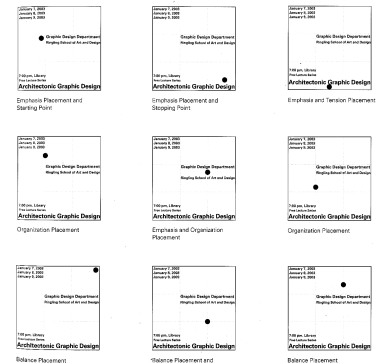 January 7, 2003
January 8, 2003
January 9, 2003
Graphic Design Department
Ringling School of Art and Design
7:00 pm, Library
Free Lecture Series
Architectonic Graphic Design
Emphasis Placement and
Starting Point
January 7, 2003
January 8, 2003
January 9, 2003
Graphic Design Department
Ringling School of Art and Design
7:00 pm, Library
Free Lecture Series
Architectonic Graphic Design
Emphasis Placement and
Stopping Point
January 7, 2003
January 8, 2003
January 9, 2003
Graphic Design Department
Ringling School of Art and Design
7:00 pm, Library
Free Lecture Series
Architectonic Graphic Design
Emphasis and Tension Placement
January 7, 2003
January 8, 2003
January 9, 2003
Graphic Design Department
Ringling School of Art and Design
7:00 pm, Library
Free Lecture Series
Architectonic Graphic Design
Organization Placement
January 7, 2003
January 8, 2003
January 9, 2003
Graphic Design Department
Ringling School of Art and Design
7:00 pm, Library
Free Lecture Series
Architectonic Graphic Design
Emphasis and Organization
Placement
January 7, 2003
January 8, 2003
January 9, 2003
Graphic Design Department
Ringling School of Art and Design
7:00 pm, Library
Free Lecture Series
Architectonic Graphic Design
Organization Placement
January 7, 2003
January 8, 2003
January 9, 2003
Graphic Design Department
Ringling School of Art and Design
7:00 pm, Library
Free Lecture Series
Architectonic Graphic Design
Balance Placement
January 7, 2003
January 8, 2003
January 9, 2003
Graphic Design Department
Ringling School of Art and Design
7:00 pm, Library
Free Lecture Series
Architectonic Graphic Design
Balance Placement and
January 7, 2003
January 8, 2003
January 9, 2003
Graphic Design Department
Ringling School of Art and Design
7:00 pm, Library
Free Lecture Series
Architectonic Graphic Design
Balance Placement